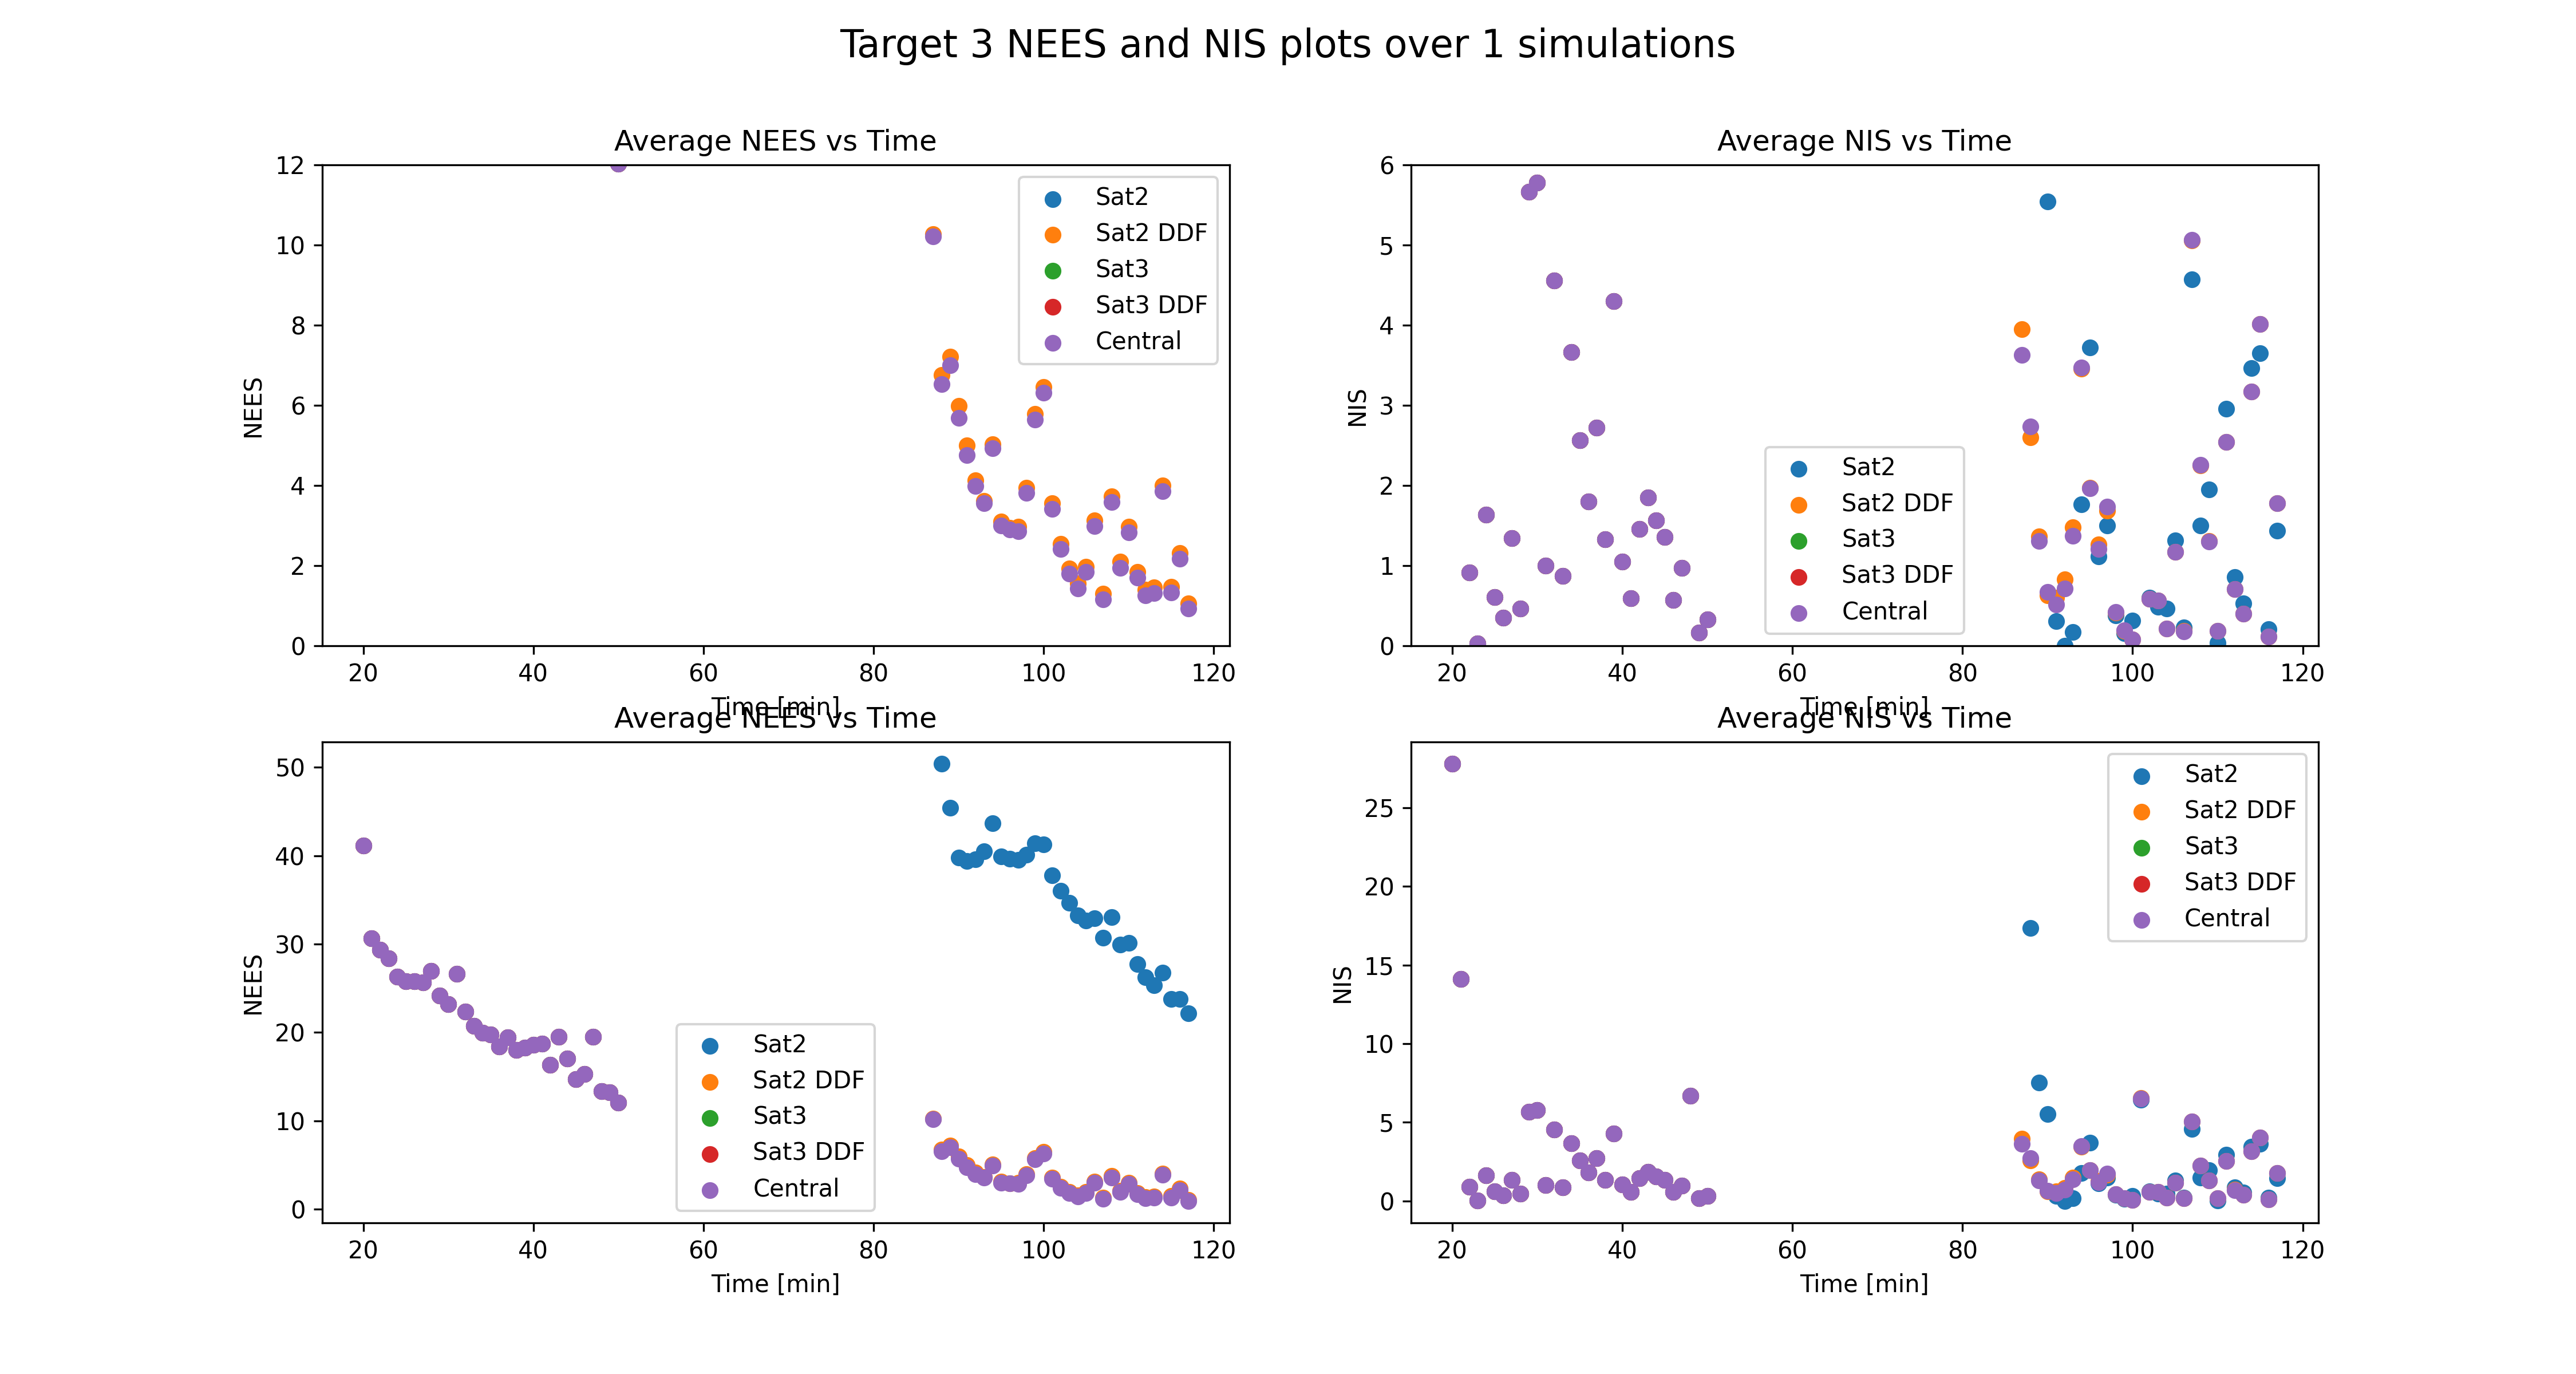 Target 3 NEES and NIS plots over 1 simulations
Average NEES vs Time
12
10
8
6
4
2
0
NEES
20 40 60 80 100 120
Time [min]
Sat2
Sat2 DDF
Sat3
Sat3 DDF
Central
Average NIS vs Time
6
5
4
3
2
1
0
NIS
20 40 60 80 100 120
Time [min]
Sat2
Sat2 DDF
Sat3
Sat3 DDF
Central
Average NEES vs Time
50
40
30
20
10
0
NEES
20 40 60 80 100 120
Time [min]
Sat2
Sat2 DDF
Sat3
Sat3 DDF
Central
Average NIS vs Time
25
20
15
10
5
0
NIS
20 40 60 80 100 120
Time [min]
Sat2
Sat2 DDF
Sat3
Sat3 DDF
Central